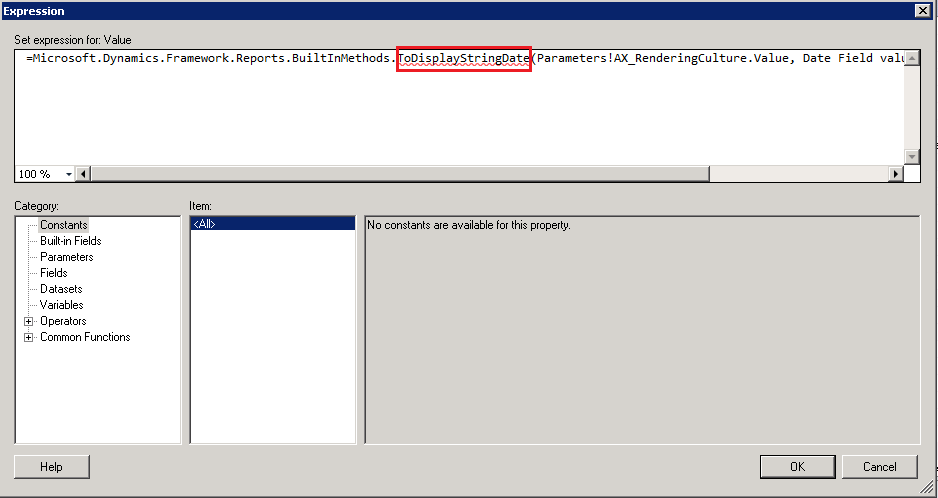 Expression
Set expression for: Value
=Microsoft.Dynamics.Framework.Reports.BuiltInMethods.ToDisplayStringDate(Parameters!AX_RenderingCulture.Value, Date Field valu
100 %
Category:
Item:
Constants
Built-in Fields
Parameters
Fields
Datasets
Variables
Operators
Common Functions
<All>
No constants are available for this property.
Help
OK
Cancel